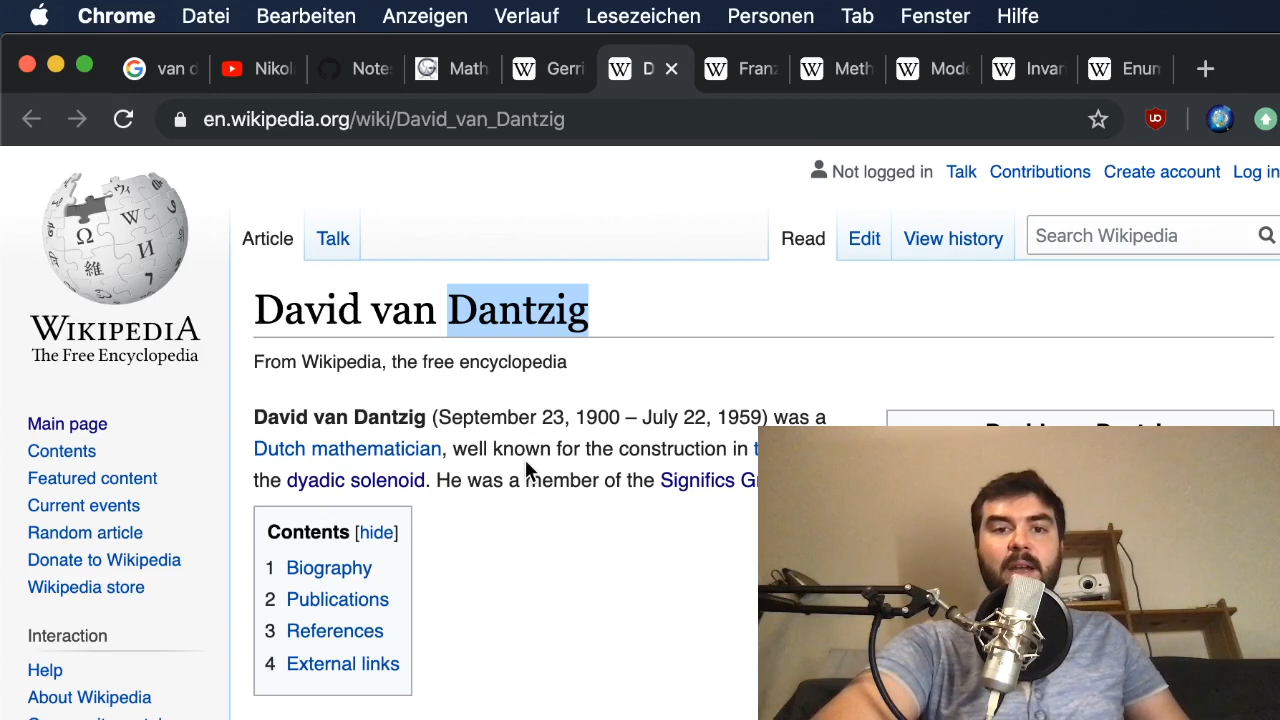 Chrome Datei Bearbeiten Anzeigen Verlauf Lesezeichen Personen Tab Fenster Hilfe
van d Nikol Note Math Gerri D Franz Meth Mode Invar Enum
en.wikipedia.org/wiki/David_van_Dantzig
Not logged in Talk Contributions Create account Log in
Article Talk Read Edit View history Search Wikipedia
David van Dantzig
WIKIPEDIA
The Free Encyclopedia
From Wikipedia, the free encyclopedia
David van Dantzig (September 23, 1900 – July 22, 1959) was a
Dutch mathematician, well known for the construction in t
the dyadic solenoid. He was a member of the Significs G
Main page
Contents
Featured content
Current events
Random article
Donate to Wikipedia
Wikipedia store
Interaction
Help
About Wikipedia
Contents [hide]
1 Biography
2 Publications
3 References
4 External links